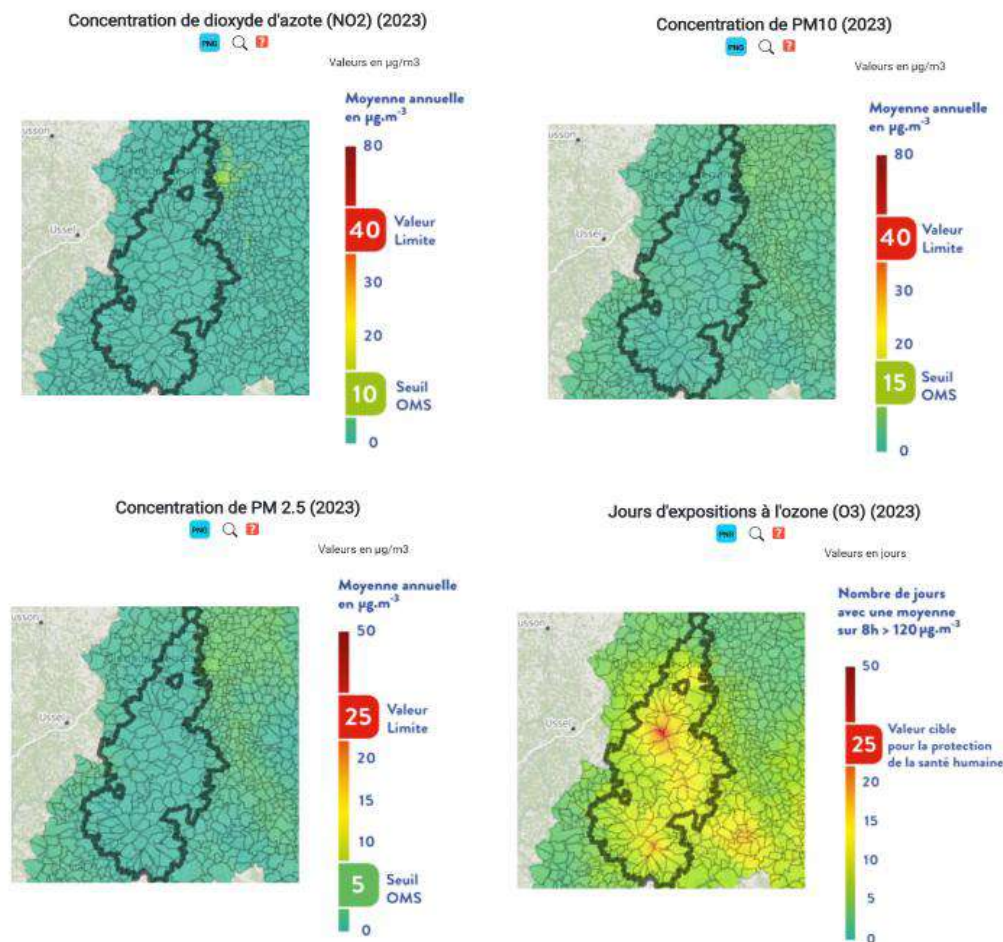 Concentration de dioxyde d'azote (NO2) (2023)
PNG ?
Valeurs en µg/m3
Moyenne annuelle
en µg.m⁻³
80
40 Valeur
Limite
30
20
10 Seuil
OMS
0
usson
Ussel
Concentration de PM10 (2023)
PNG ?
Valeurs en µg/m3
Moyenne annuelle
en µg.m⁻³
80
40 Valeur
Limite
30
20
15 Seuil
OMS
0
usson
Ussel
Concentration de PM 2.5 (2023)
PNG ?
Valeurs en µg/m3
Moyenne annuelle
en µg.m⁻³
50
25 Valeur
Limite
20
15
10
5 Seuil
OMS
0
usson
Ussel
Jours d'expositions à l'ozone (O3) (2023)
PNG ?
Valeurs en jours
Nombre de jours
avec une moyenne
sur 8h > 120 µg.m⁻³
50
25 Valeur cible
pour la protection
de la santé humaine
20
15
10
5
0
usson
Ussel